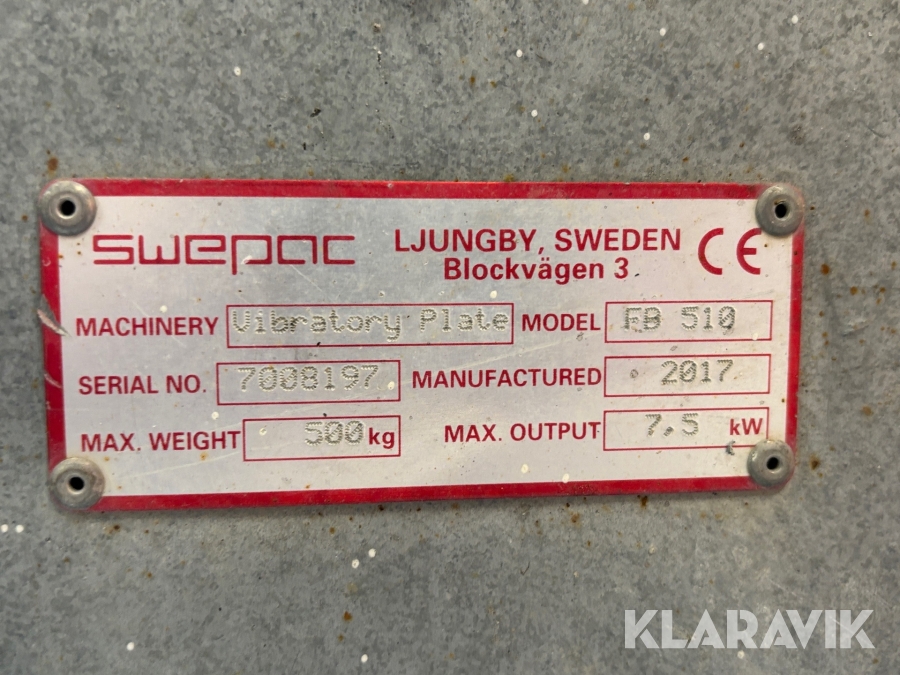 swepac LJUNGBY, SWEDEN CE
Blockvägen 3
MACHINERY Vibratory Plate MODEL FB 510
SERIAL NO. 7008197 MANUFACTURED 2017
MAX. WEIGHT 500 kg MAX. OUTPUT 7,5 kW
KLARAVIK